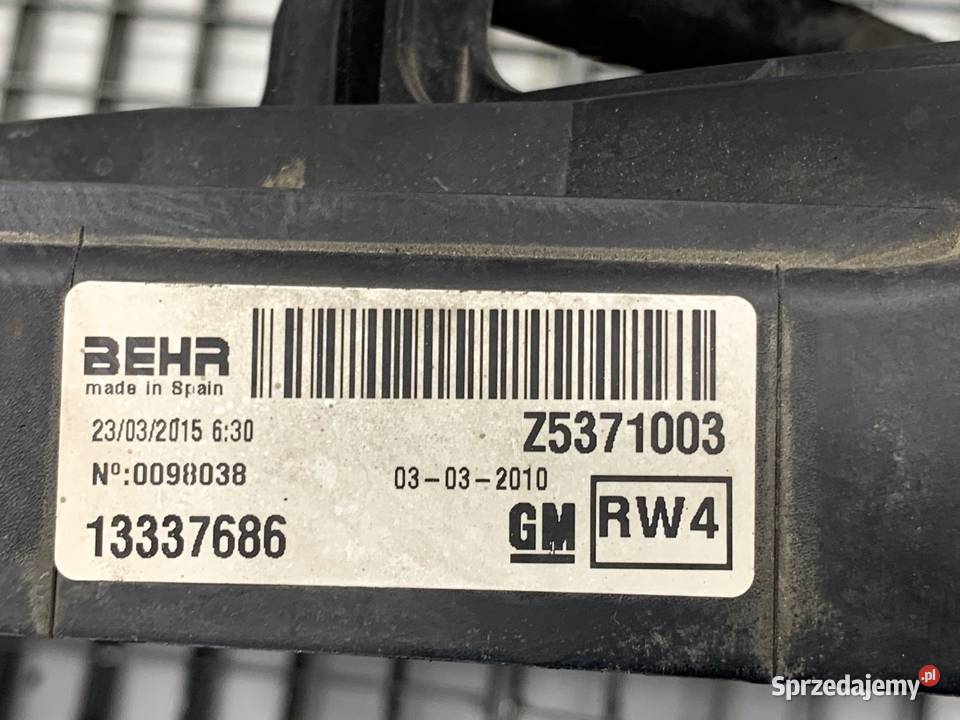 BEHR
made in Spain
23/03/2015 6:30
Z5371003
Nº:0098038
03-03-2010
13337686
GM
RW4
Sprzedajemy.pl